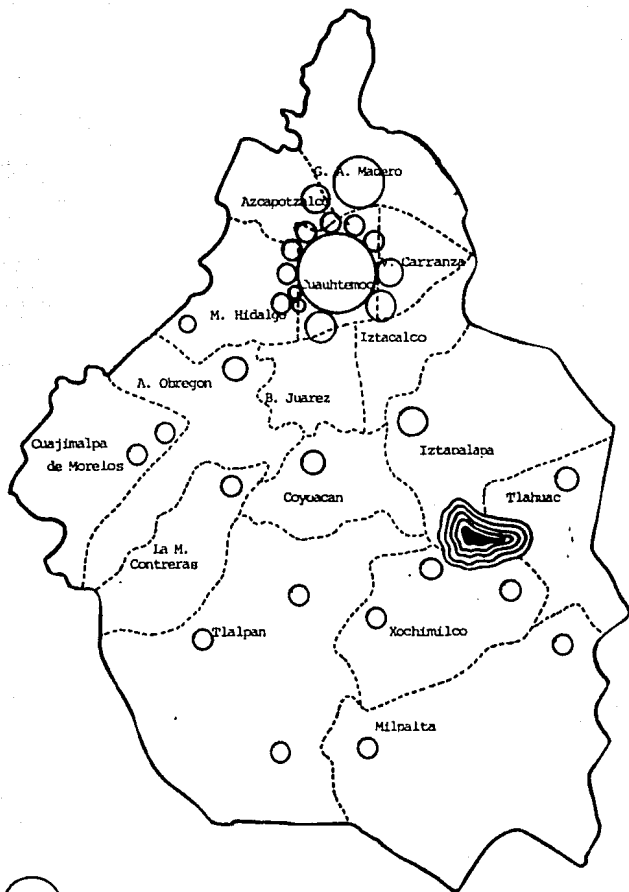 G. A. Madero
Azcapotzalco
V. Carranza
Cuauhtemoc
M. Hidalgo
Iztacalco
A. Obregon
B. Juarez
Cuajimalpa
de Morelos
Iztapalapa
Coyoacan
Tlahuac
La M.
Contreras
Tlalpan
Xochimilco
Milpalta